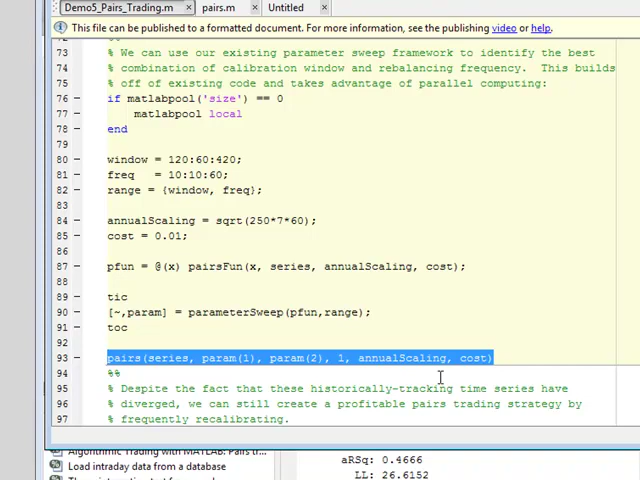 Demo5_Pairs_Trading.m × pairs.m × Untitled ×
This file can be published to a formatted document. For more information, see the publishing video or help.
72 %%
73 % We can use our existing parameter sweep framework to identify the best
74 % combination of calibration window and rebalancing frequency. This builds
75 % off of existing code and takes advantage of parallel computing:
76 if matlabpool('size') == 0
77 matlabpool local
78 end
79
80 window = 120:60:420;
81 freq = 10:10:60;
82 range = {window, freq};
83
84 annualScaling = sqrt(250*7*60);
85 cost = 0.01;
86
87 pfun = @(x) pairsFun(x, series, annualScaling, cost);
88
89 tic
90 [~,param] = parameterSweep(pfun,range);
91 toc
92
93 pairs(series, param(1), param(2), 1, annualScaling, cost)
94 %%
95 % Despite the fact that these historically-tracking time series have
96 % diverged, we can still create a profitable pairs trading strategy by
97 % frequently recalibrating.
Algorithmic Trading with MATLAB: Pairs tr...
Load intraday data from a database
aRSq: 0.4666
LL: 26.6152